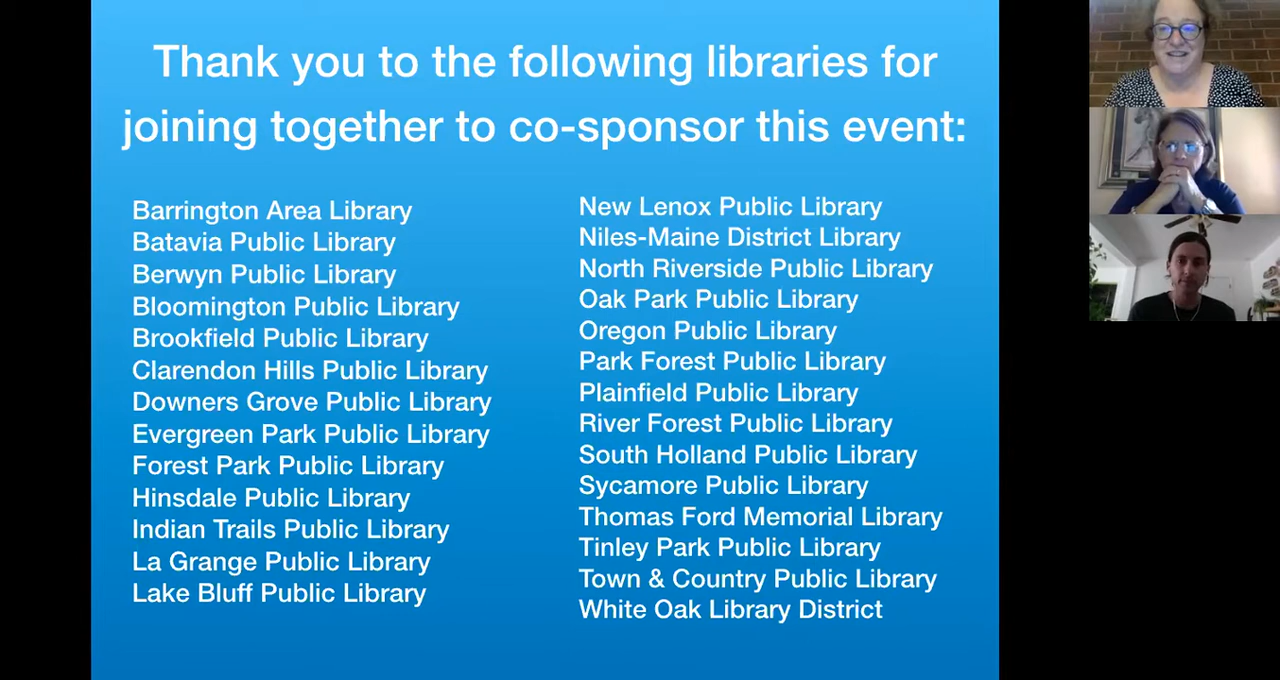 Thank you to the following libraries for
joining together to co-sponsor this event:
Barrington Area Library
Batavia Public Library
Berwyn Public Library
Bloomington Public Library
Brookfield Public Library
Clarendon Hills Public Library
Downers Grove Public Library
Evergreen Park Public Library
Forest Park Public Library
Hinsdale Public Library
Indian Trails Public Library
La Grange Public Library
Lake Bluff Public Library
New Lenox Public Library
Niles-Maine District Library
North Riverside Public Library
Oak Park Public Library
Oregon Public Library
Park Forest Public Library
Plainfield Public Library
River Forest Public Library
South Holland Public Library
Sycamore Public Library
Thomas Ford Memorial Library
Tinley Park Public Library
Town & Country Public Library
White Oak Library District